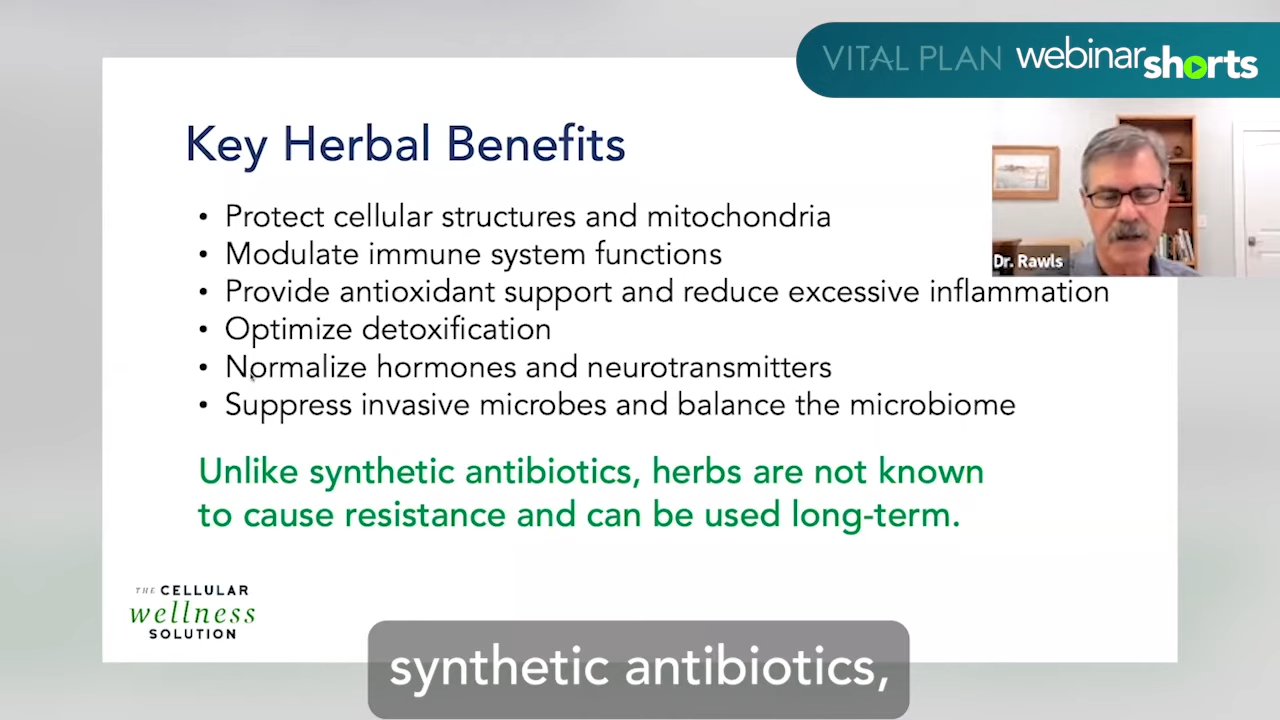 VITAL PLAN webinar shorts
Key Herbal Benefits
• Protect cellular structures and mitochondria
• Modulate immune system functions
• Provide antioxidant support and reduce excessive inflammation
• Optimize detoxification
• Normalize hormones and neurotransmitters
• Suppress invasive microbes and balance the microbiome
Dr. Rawls
Unlike synthetic antibiotics, herbs are not known
to cause resistance and can be used long-term.
THE CELLULAR
wellness
SOLUTION
synthetic antibiotics,